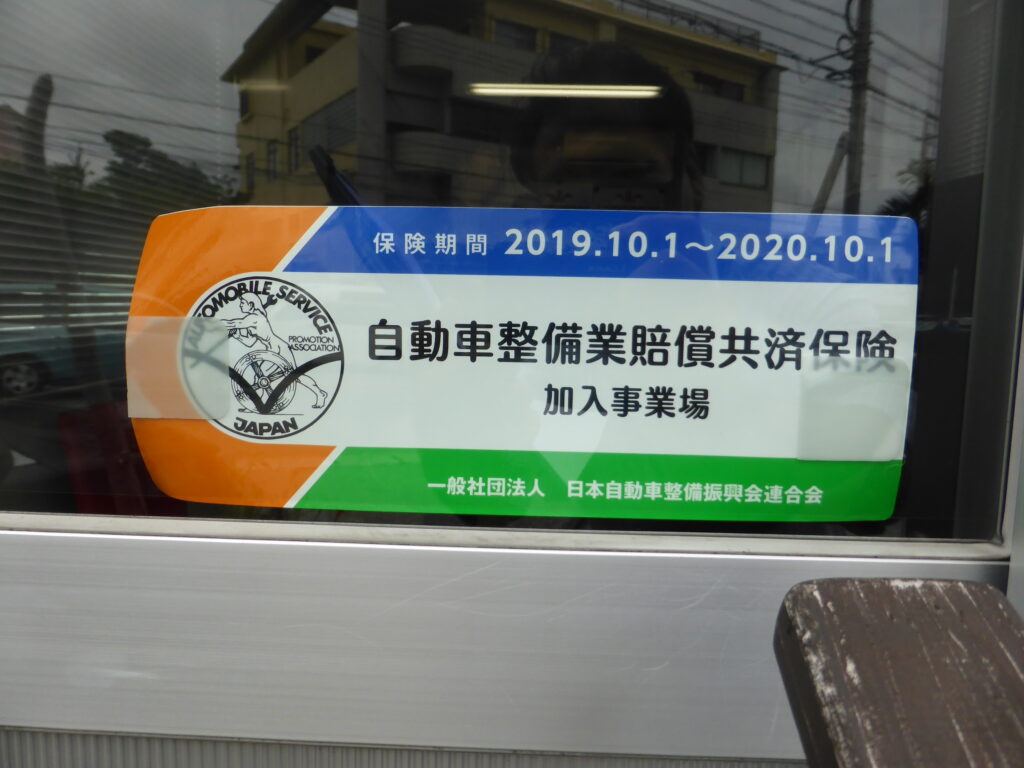 保険期間 2019.10.1～2020.10.1
AUTOMOBILE SERVICE
PROMOTION
ASSOCIATION
JAPAN
自動車整備業賠償共済保険
加入事業場
一般社団法人 日本自動車整備振興会連合会